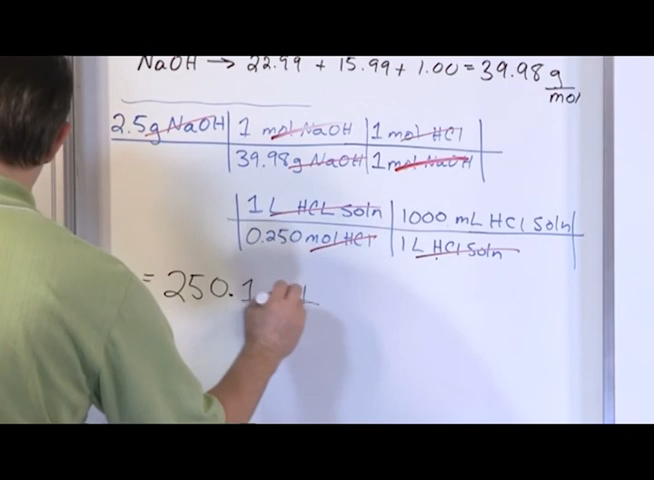 NaOH → 22.99 + 15.99 + 1.00 = 39.98 g/mol
2.5g NaOH | 1 mol NaOH | 1 mol HCl
39.98g NaOH | 1 mol NaOH
1 L HCL Soln | 1000 mL HCl Soln
0.250 mol HCl | 1 L HCl Soln
= 250.1